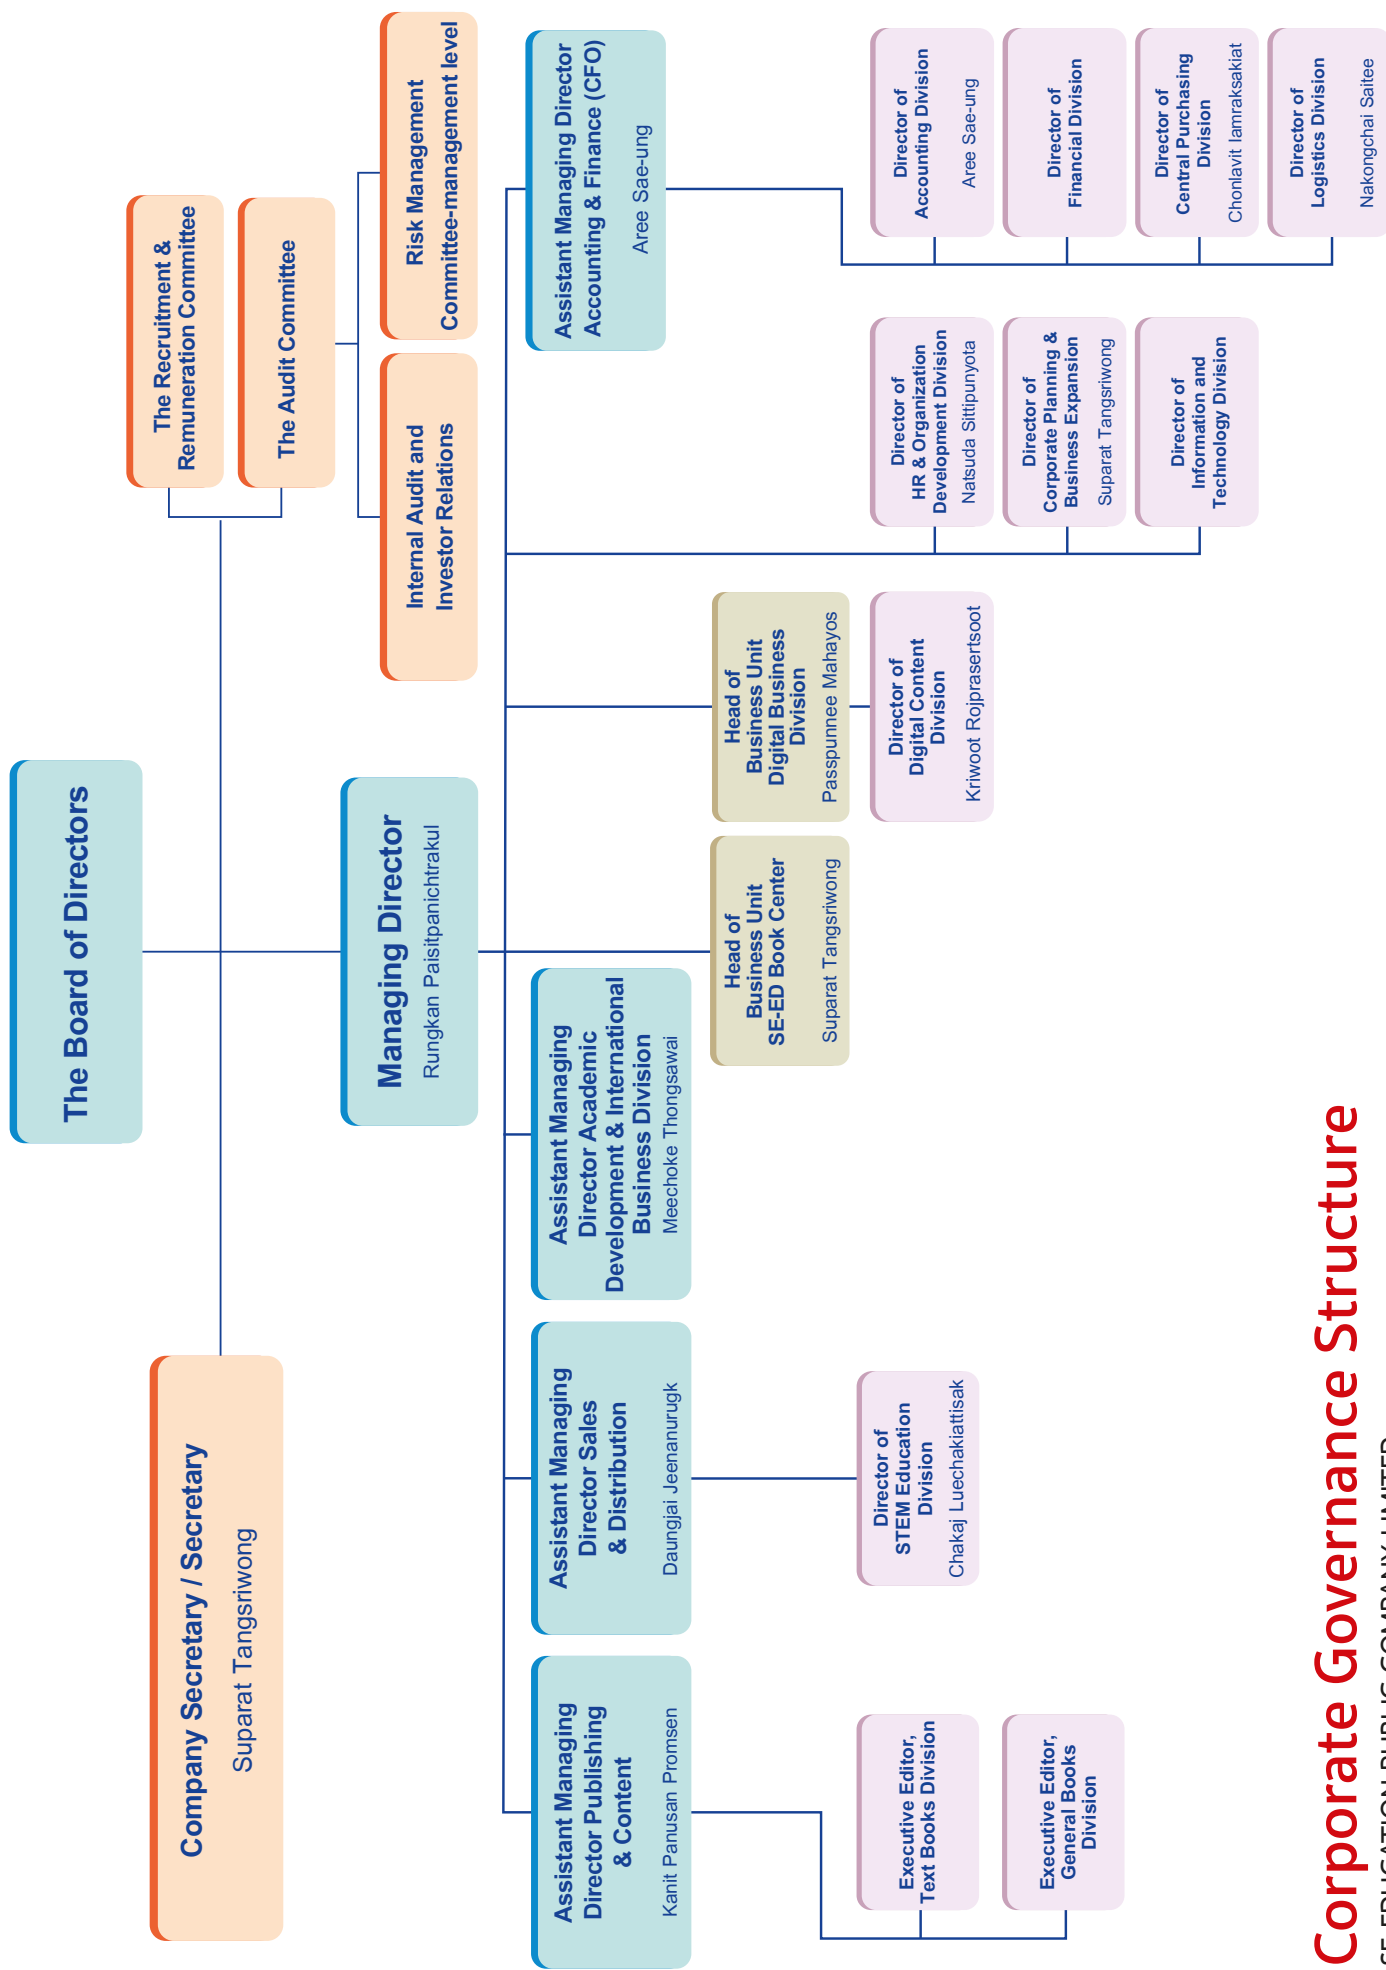 The Board of Directors
Company Secretary / Secretary
Suparat Tangsriwong
The Recruitment &
Remuneration Committee
The Audit Committee
Managing Director
Rungkan Paisitpanichtrakul
Internal Audit and
Investor Relations
Risk Management
Committee-management level
Assistant Managing
Director Publishing
& Content
Kanit Panusan Promsen
Assistant Managing
Director Sales
& Distribution
Daungjai Jeenanurugk
Assistant Managing
Director Academic
Development & International
Business Division
Meechoke Thongsawai
Assistant Managing Director
Accounting & Finance (CFO)
Aree Sae-ung
Head of
Business Unit
SE-ED Book Center
Suparat Tangsriwong
Head of
Business Unit
Digital Business
Division
Passpunnee Mahayos
Executive Editor,
Text Books Division
Executive Editor,
General Books
Division
Director of
STEM Education
Division
Chakaj Luechakiattisak
Director of
Digital Content
Division
Kriwoot Rojprasertsoot
Director of
HR & Organization
Development Division
Natsuda Sittipunyota
Director of
Corporate Planning &
Business Expansion
Suparat Tangsriwong
Director of
Information and
Technology Division
Director of
Accounting Division
Aree Sae-ung
Director of
Financial Division
Director of
Central Purchasing
Division
Chonlavit Iamraksakiat
Director of
Logistics Division
Nakongchai Saitee
Corporate Governance Structure
SE-EDUCATION PUBLIC COMPANY LIMITED